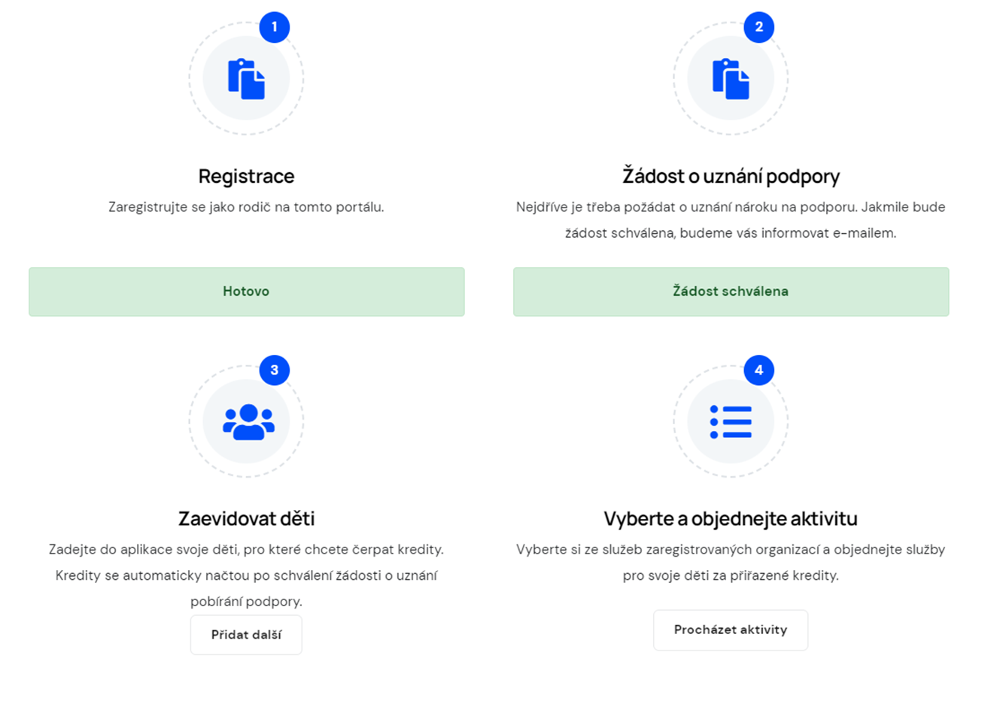 1
Registrace
Zaregistrujte se jako rodič na tomto portálu.
Hotovo
2
Žádost o uznání podpory
Nejdříve je třeba požádat o uznání nároku na podporu. Jakmile bude
žádost schválena, budeme vás informovat e-mailem.
Žádost schválena
3
Zaevidovat děti
Zadejte do aplikace svoje děti, pro které chcete čerpat kredity.
Kredity se automaticky načtou po schválení žádosti o uznání
pobírání podpory.
Přidat další
4
Vyberte a objednejte aktivitu
Vyberte si ze služeb zaregistrovaných organizací a objednejte služby
pro svoje děti za přiřazené kredity.
Procházet aktivity